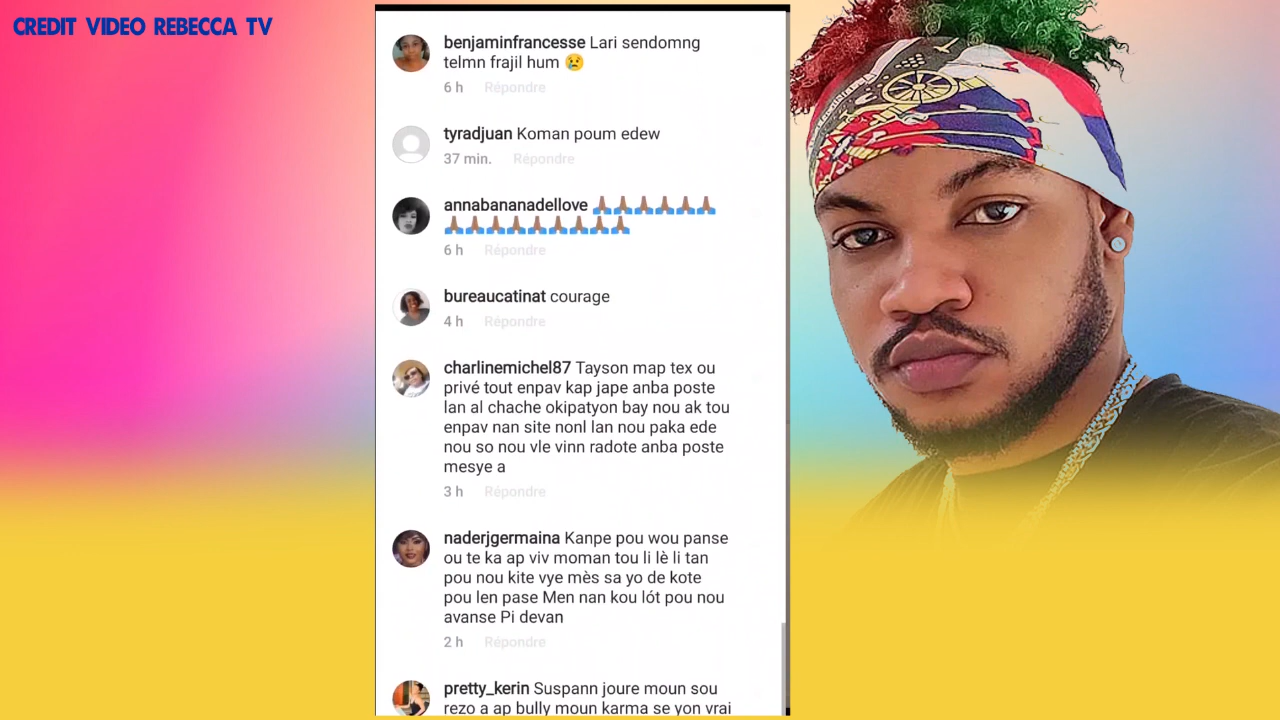 CREDIT VIDEO REBECCA TV
benjaminfrancesse Lari sendomng
telmn frajil hum 😢
6 h Répondre
tyradjuan Koman poum edew
37 min. Répondre
annabananadellove 🙏🏾🙏🏾🙏🏾🙏🏾🙏🏾🙏🏾
🙏🏾🙏🏾🙏🏾🙏🏾🙏🏾🙏🏾🙏🏾🙏🏾🙏🏾
6 h Répondre
bureaucatinat courage
4 h Répondre
charlinemichel87 Tayson map tex ou
privé tout enpav kap jape anba poste
lan al chache okipatyon bay nou ak tou
enpav nan site nonl lan nou paka ede
nou so nou vle vinn radote anba poste
mesye a
3 h Répondre
naderjgermaina Kanpe pou wou panse
ou te ka ap viv moman tou li lè li tan
pou nou kite vye mès sa yo de kote
pou len pase Men nan kou lót pou nou
avanse Pi devan
2 h Répondre
pretty_kerin Suspann joure moun sou
rezo a ap bully moun karma se yon vrai